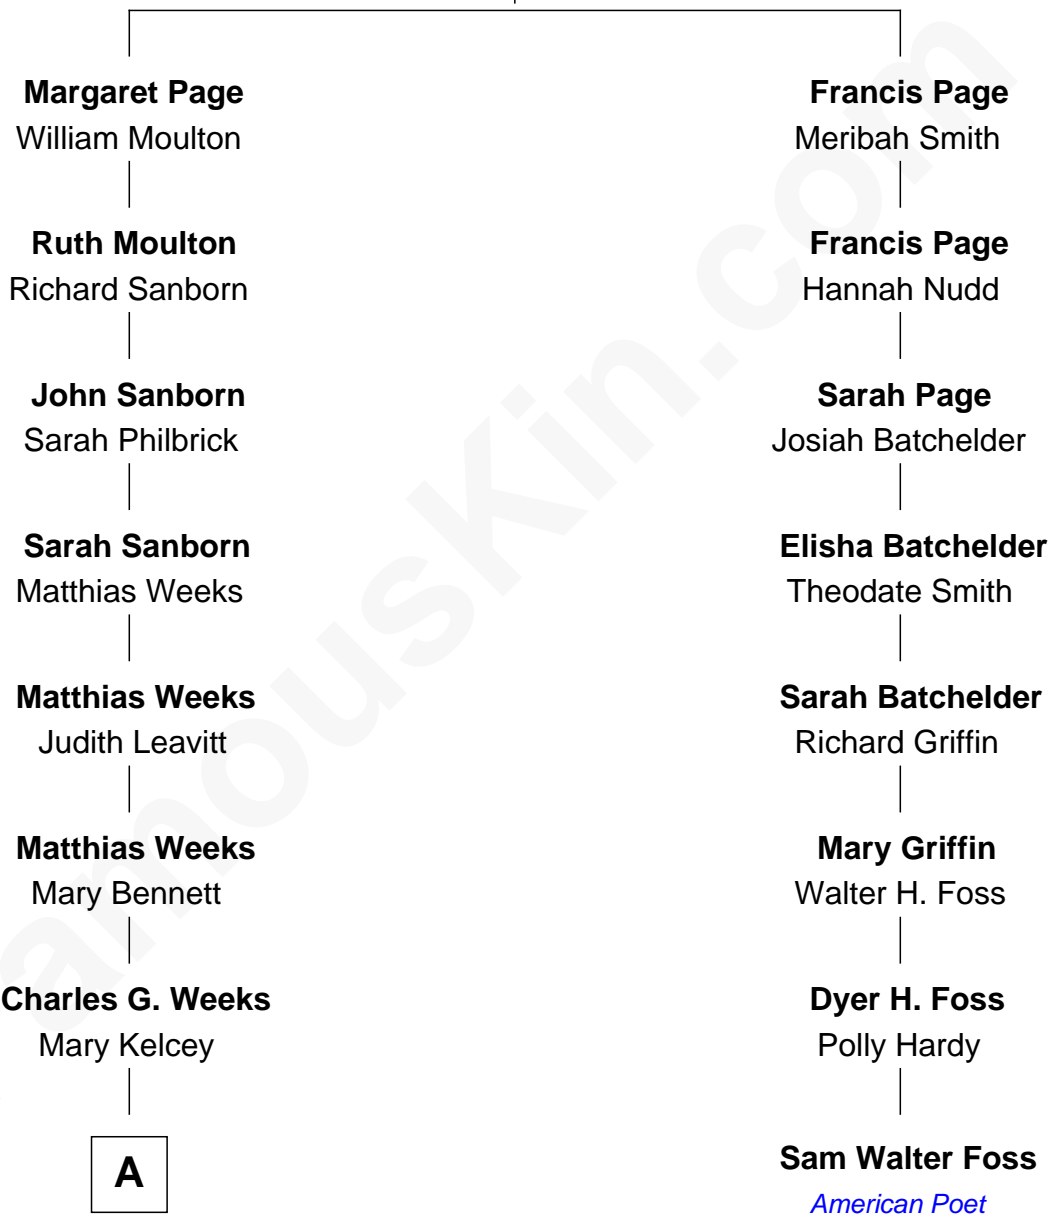 Margaret Page
William Moulton
Ruth Moulton
Richard Sanborn
John Sanborn
Sarah Philbrick
Sarah Sanborn
Matthias Weeks
Matthias Weeks
Judith Leavitt
Matthias Weeks
Mary Bennett
Charles G. Weeks
Mary Kelcey
A
Francis Page
Meribah Smith
Francis Page
Hannah Nudd
Sarah Page
Josiah Batchelder
Elisha Batchelder
Theodate Smith
Sarah Batchelder
Richard Griffin
Mary Griffin
Walter H. Foss
Dyer H. Foss
Polly Hardy
Sam Walter Foss
American Poet
amouskin.com